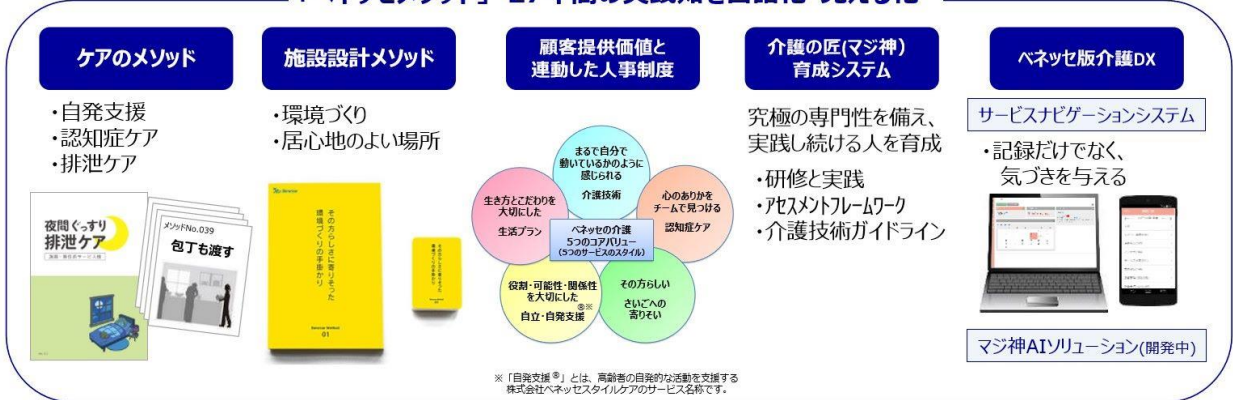 「ベネッセメソッド」 27年間の実践知を言語化・見える化
ケアのメソッド
・自発支援
・認知症ケア
・排泄ケア
夜間ぐっすり
排泄ケア
メソッドNo.039
包丁も渡す
施設設計メソッド
・環境づくり
・居心地のよい場所
その方らしさに寄りそった
環境づくりの手掛かり
01
顧客提供価値と
連動した人事制度
まるで自分で
動いているかのように
感じられる
介護技術
生き方とこだわりを
大切にした
生活プラン
心のありかを
チームで見つける
認知症ケア
ベネッセの介護
5つのコアバリュー
(5つのサービスのスタイル)
役割・可能性・関係性
を大切にした
®※
自立・自発支援
その方らしい
さいごへの
寄りそい
※「自発支援®」とは、高齢者の自発的な活動を支援する
株式会社ベネッセスタイルケアのサービス名称です。
介護の匠(マジ神)
育成システム
究極の専門性を備え、
実践し続ける人を育成
・研修と実践
・アセスメントフレームワーク
・介護技術ガイドライン
ベネッセ版介護DX
サービスナビゲーションシステム
・記録だけでなく、
気づきを与える
マジ神AIソリューション(開発中)